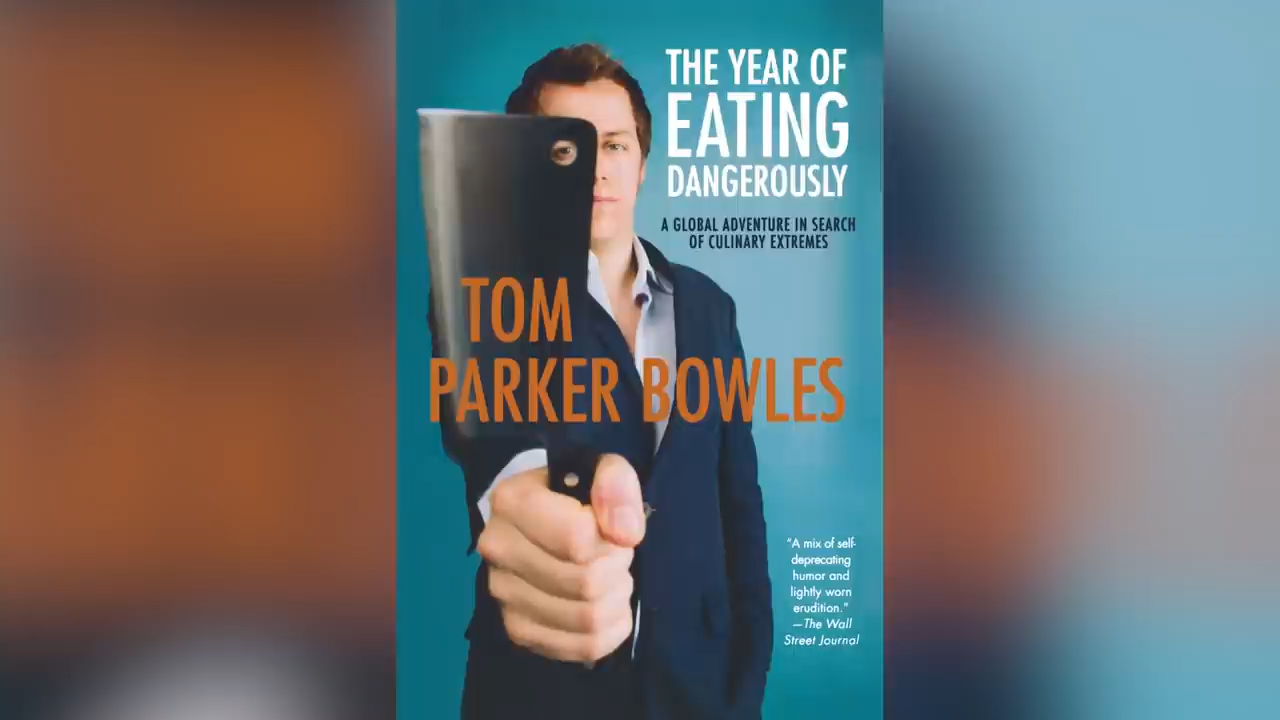 THE YEAR OF
EATING
DANGEROUSLY
A GLOBAL ADVENTURE IN SEARCH
OF CULINARY EXTREMES
TOM
PARKER BOWLES
“A mix of self-
deprecating
humor and
lightly worn
erudition.”
—The Wall
Street Journal